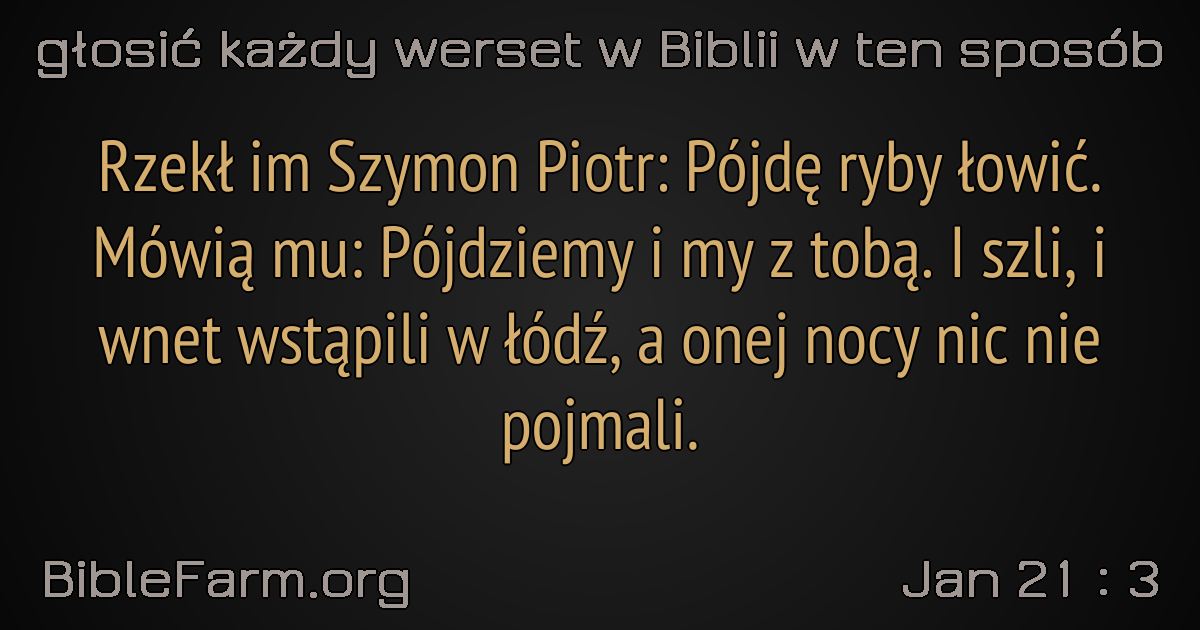 głosić każdy werset w Biblii w ten sposób
Rzekł im Szymon Piotr: Pójdę ryby łowić.
Mówią mu: Pójdziemy i my z tobą. I szli, i
wnet wstąpili w łódź, a onej nocy nic nie
pojmali.
BibleFarm.org
Jan 21 : 3